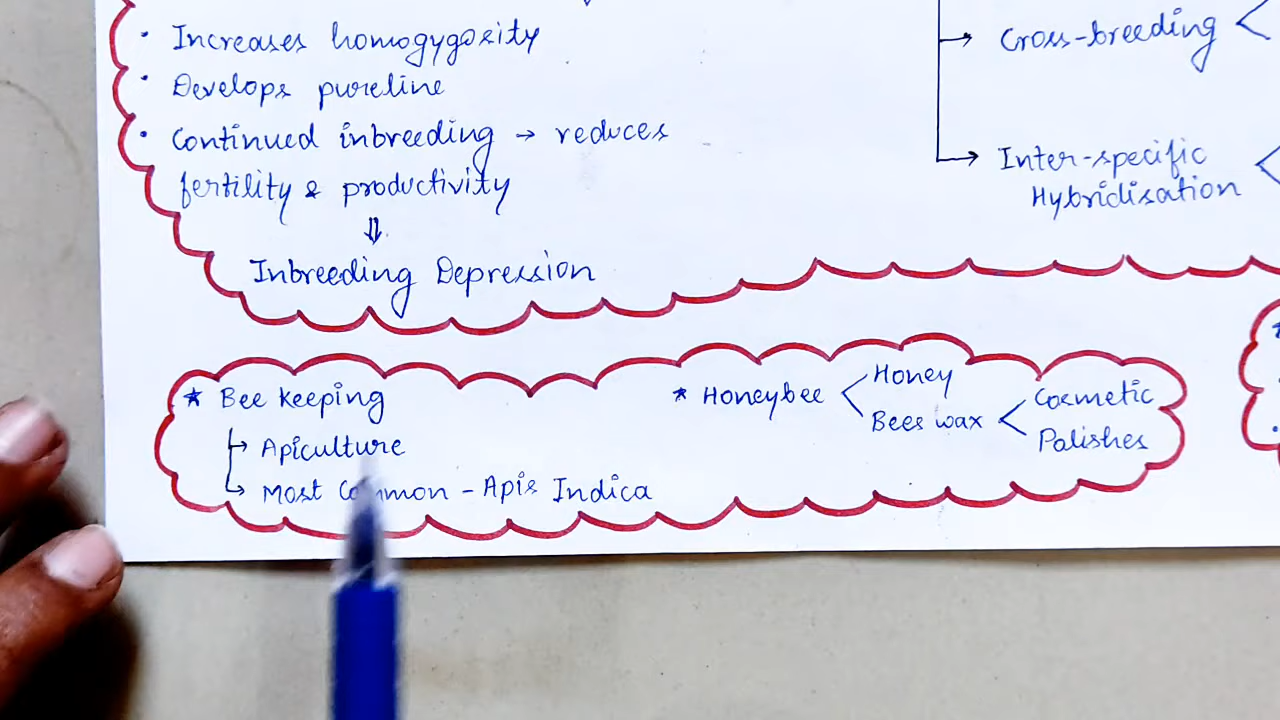 • Increases homogygosity
• Develops pureline
• Continued inbreeding → reduces
fertility & productivity
⇓
Inbreeding Depression
→ Cross-breeding
→ Inter-specific
Hybridisation
★ Bee keeping
→ Apiculture
→ Most Common - Apis Indica
★ Honeybee
Honey
Bees wax
Cosmetic
Polishes